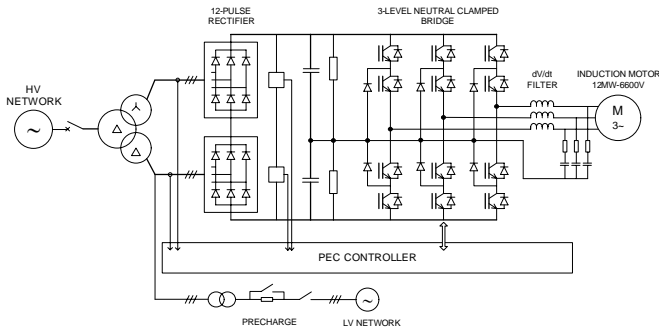 12-PULSE
RECTIFIER
3-LEVEL NEUTRAL CLAMPED
BRIDGE
dV/dt
FILTER
INDUCTION MOTOR
12MW-6600V
HV
NETWORK
M
3~
~
PEC CONTROLLER
~
PRECHARGE
LV NETWORK